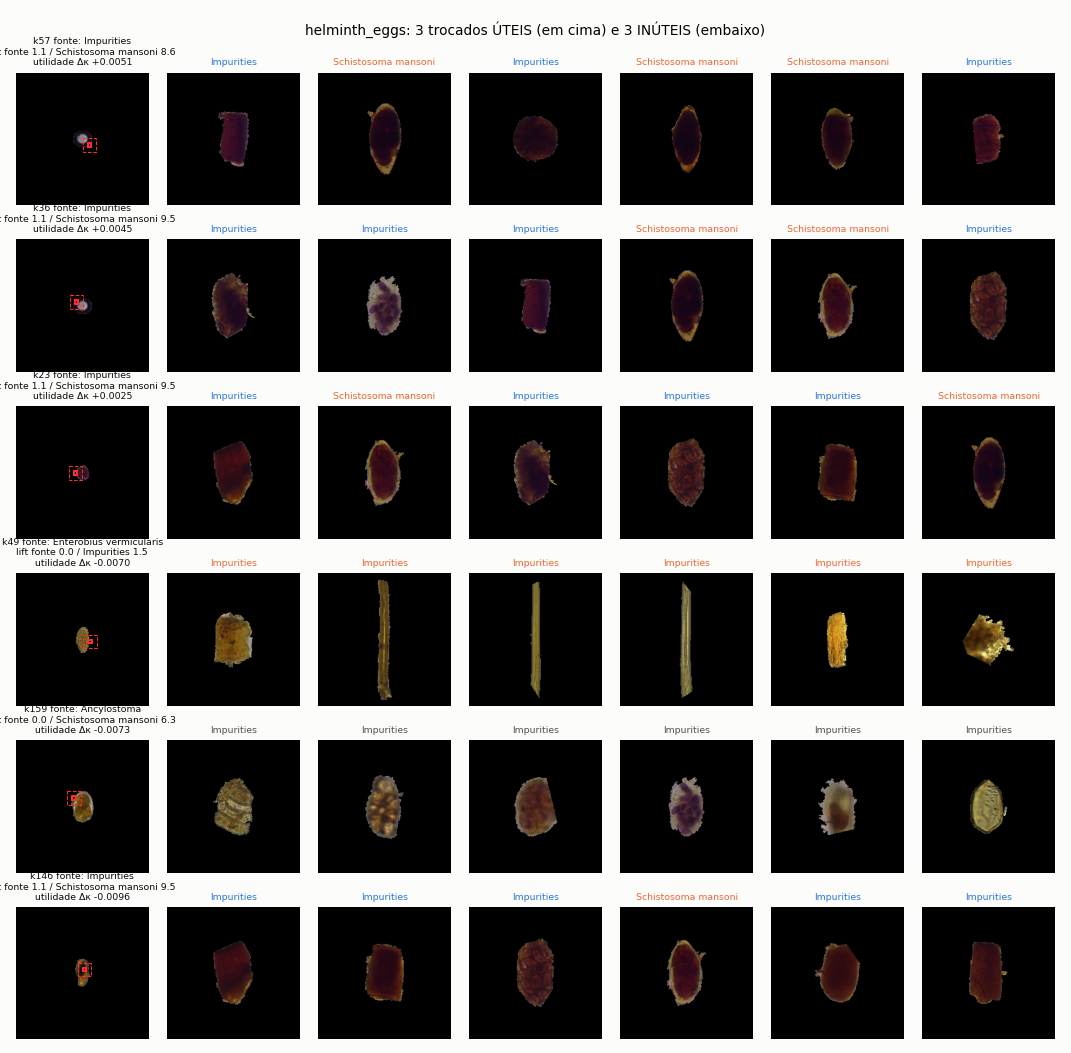 helminth_eggs: 3 trocados ÚTEIS (em cima) e 3 INÚTEIS (embaixo)
k57 fonte: Impurities
fonte 1.1 / Schistosoma mansoni 8.6
utilidade Δκ +0.0051
Impurities
Schistosoma mansoni
Impurities
Schistosoma mansoni
Schistosoma mansoni
Impurities
k36 fonte: Impurities
fonte 1.1 / Schistosoma mansoni 9.5
utilidade Δκ +0.0045
Impurities
Impurities
Impurities
Schistosoma mansoni
Schistosoma mansoni
Impurities
k23 fonte: Impurities
fonte 1.1 / Schistosoma mansoni 9.5
utilidade Δκ +0.0025
Impurities
Schistosoma mansoni
Impurities
Impurities
Impurities
Schistosoma mansoni
k49 fonte: Enterobius vermicularis
lift fonte 0.0 / Impurities 1.5
utilidade Δκ -0.0070
Impurities
Impurities
Impurities
Impurities
Impurities
Impurities
k159 fonte: Ancylostoma
fonte 0.0 / Schistosoma mansoni 6.3
utilidade Δκ -0.0073
Impurities
Impurities
Impurities
Impurities
Impurities
Impurities
k146 fonte: Impurities
fonte 1.1 / Schistosoma mansoni 9.5
utilidade Δκ -0.0096
Impurities
Impurities
Impurities
Schistosoma mansoni
Impurities
Impurities